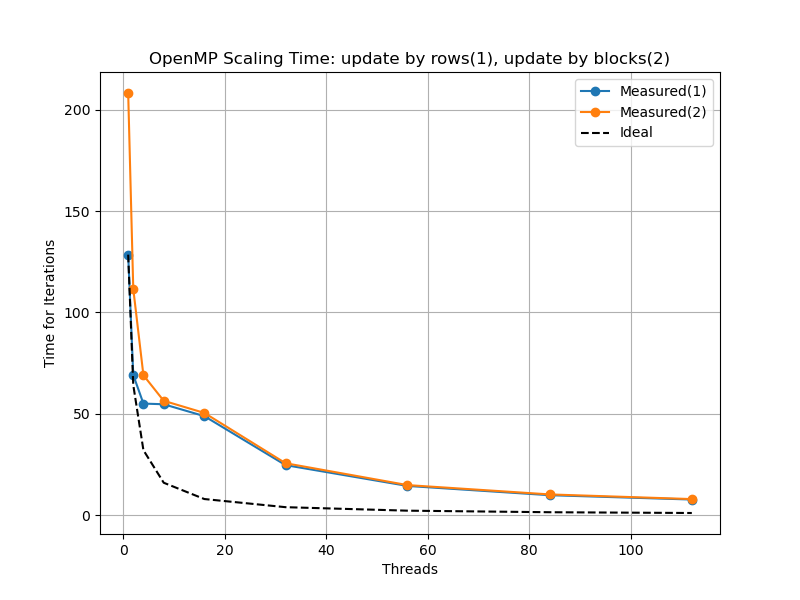 OpenMP Scaling Time: update by rows(1), update by blocks(2)
Measured(1)
Measured(2)
Ideal
Time for Iterations
200
150
100
50
0
0 20 40 60 80 100
Threads